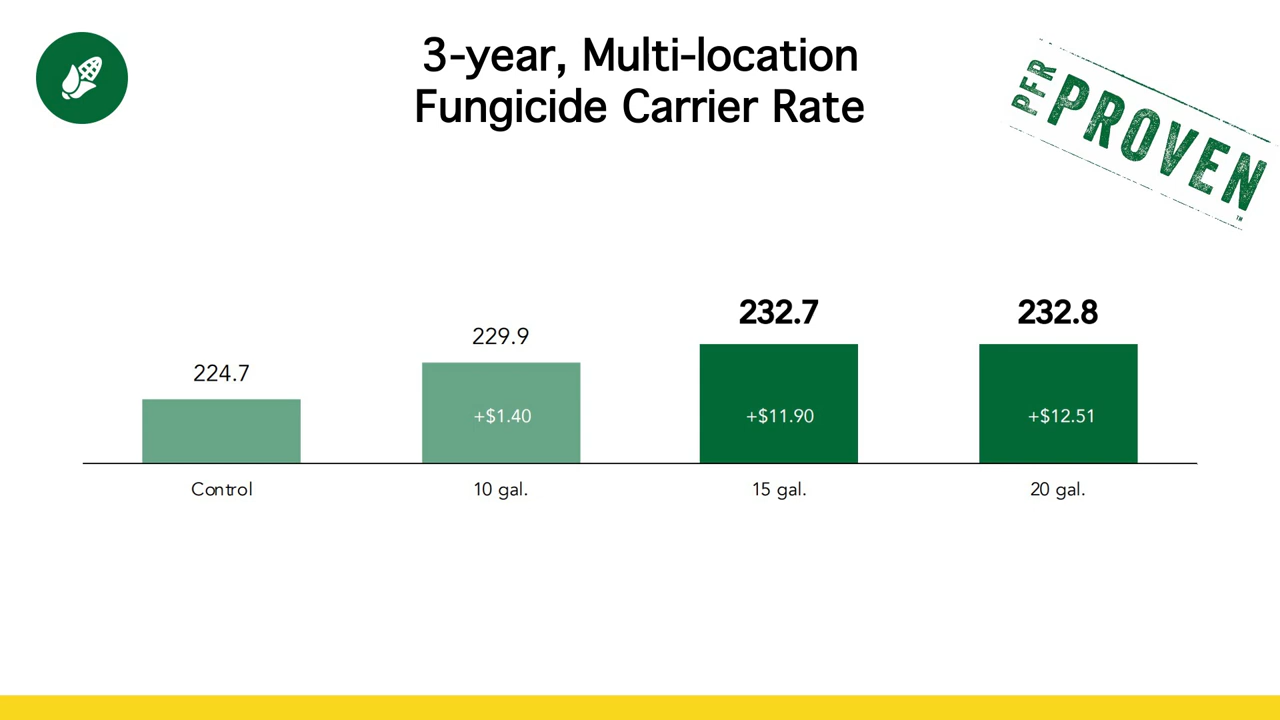 3-year, Multi-location
Fungicide Carrier Rate
PFR PROVEN™
224.7
229.9
232.7
232.8
+$1.40
+$11.90
+$12.51
Control
10 gal.
15 gal.
20 gal.